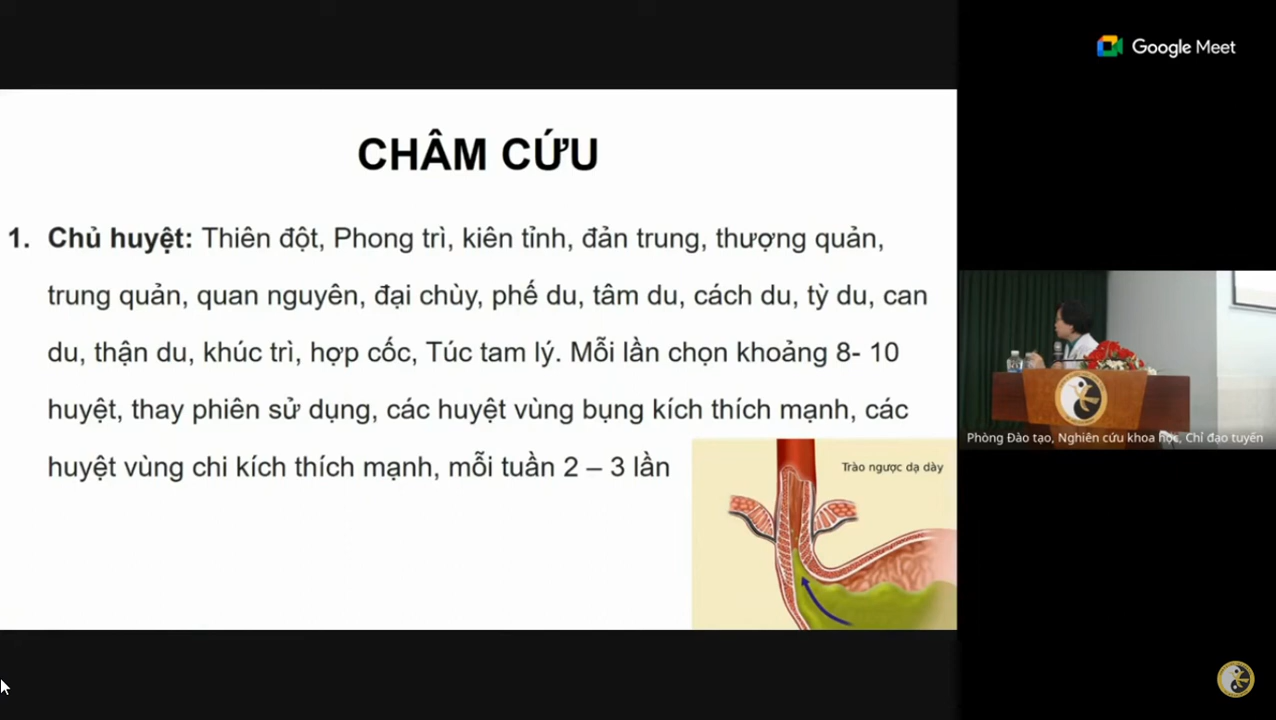 Google Meet
CHÂM CỨU
1. Chủ huyệt: Thiên đột, Phong trì, kiên tỉnh, đản trung, thượng quản,
trung quản, quan nguyên, đại chùy, phế du, tâm du, cách du, tỳ du, can
du, thận du, khúc trì, hợp cốc, Túc tam lý. Mỗi lần chọn khoảng 8- 10
huyệt, thay phiên sử dụng, các huyệt vùng bụng kích thích mạnh, các
huyệt vùng chi kích thích mạnh, mỗi tuần 2 – 3 lần
Trào ngược dạ dày
Phòng Đào tạo, Nghiên cứu khoa học, Chỉ đạo tuyến